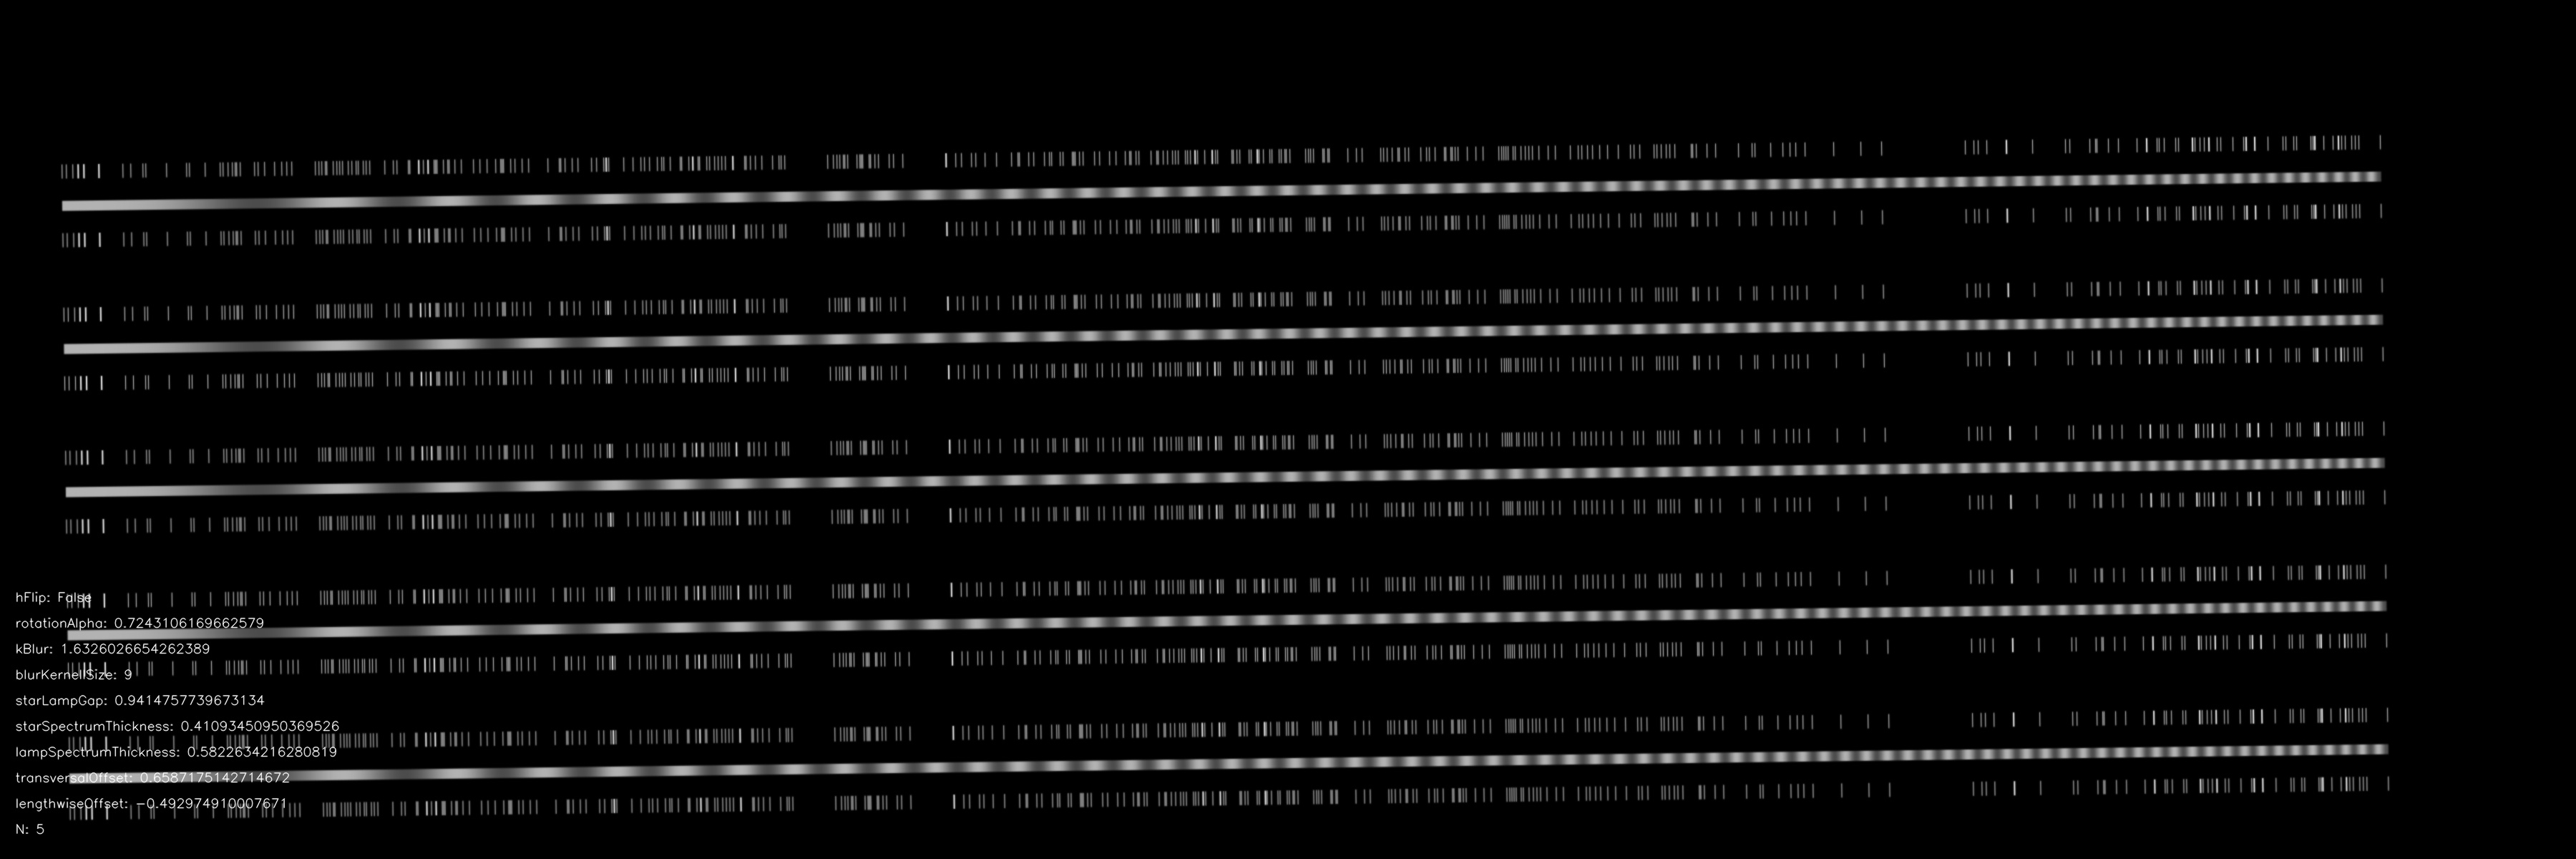 hFlip: False
rotationAlpha: 0.7243106169662579
kBlur: 1.6326026654262389
blurKernelSize: 9
starLampGap: 0.9414757739673134
starSpectrumThickness: 0.41093450950369526
lampSpectrumThickness: 0.5822634216280819
transversalOffset: 0.6587175142714672
lengthwiseOffset: -0.492974910007671
N: 5